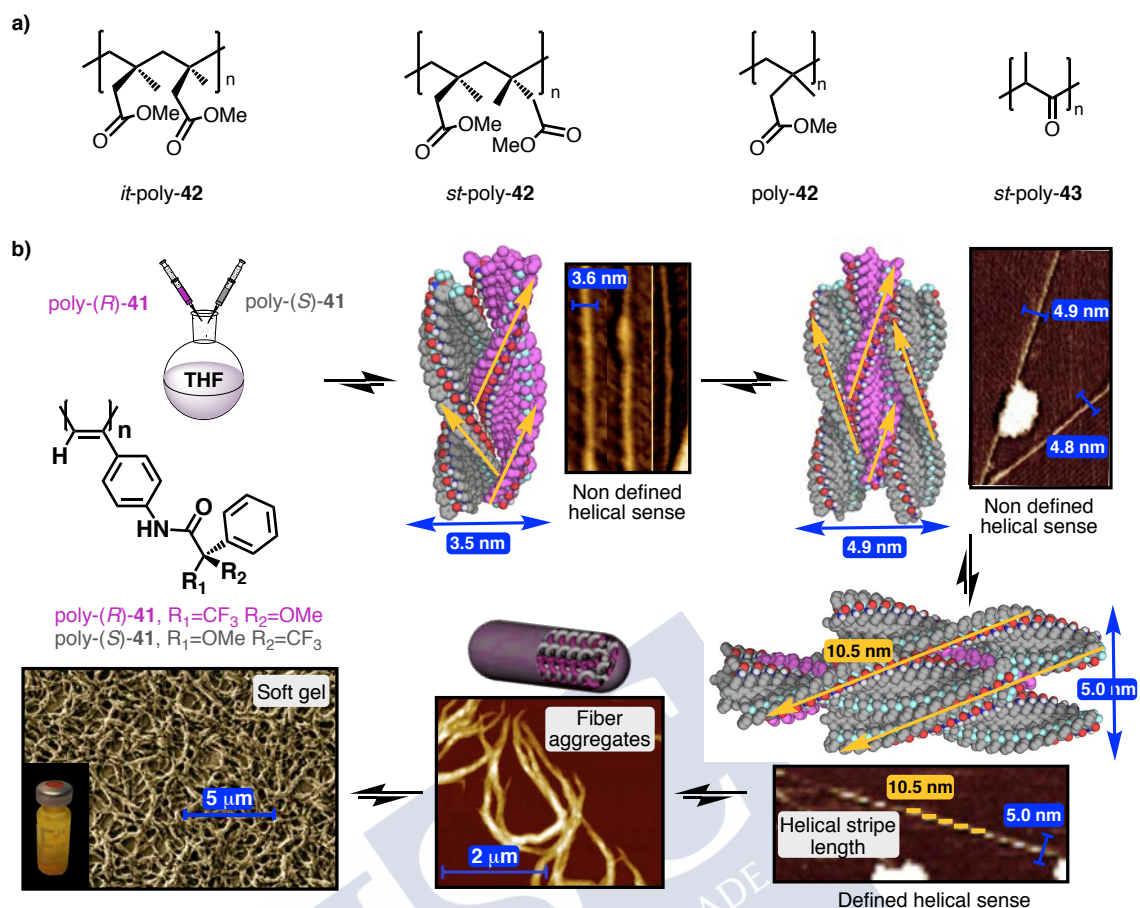 a)
n
OMe
O
O
OMe
it-poly-42
n
OMe
O
MeO
O
st-poly-42
n
O
OMe
poly-42
n
O
st-poly-43
b)
poly-(R)-41
poly-(S)-41
THF
n
H
HN
O
R1
R2
poly-(R)-41, R1=CF3 R2=OMe
poly-(S)-41, R1=OMe R2=CF3
3.5 nm
3.6 nm
Non defined
helical sense
4.9 nm
4.9 nm
4.8 nm
Non defined
helical sense
10.5 nm
5.0 nm
10.5 nm
5.0 nm
Helical stripe
length
Defined helical sense
Fiber
aggregates
2 μm
Soft gel
5 μm
ADE